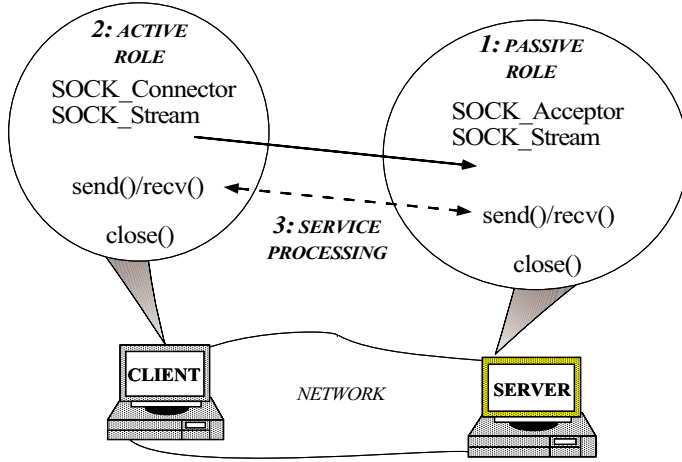 2: ACTIVE
ROLE
SOCK_Connector
SOCK_Stream
send()/recv()
close()
1: PASSIVE
ROLE
SOCK_Acceptor
SOCK_Stream
send()/recv()
close()
3: SERVICE
PROCESSING
CLIENT
NETWORK
SERVER